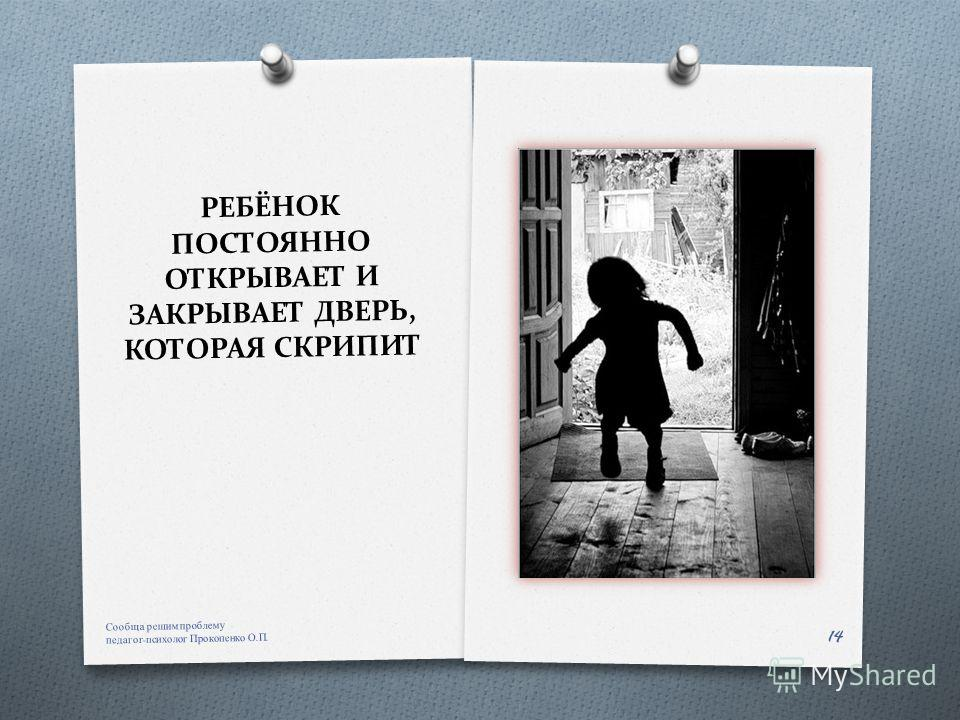 РЕБЁНОК
ПОСТОЯННО
ОТКРЫВАЕТ И
ЗАКРЫВАЕТ ДВЕРЬ,
КОТОРАЯ СКРИПИТ
Сообща решим проблему
педагог-психолог Прокопенко О.П.
14
MyShared